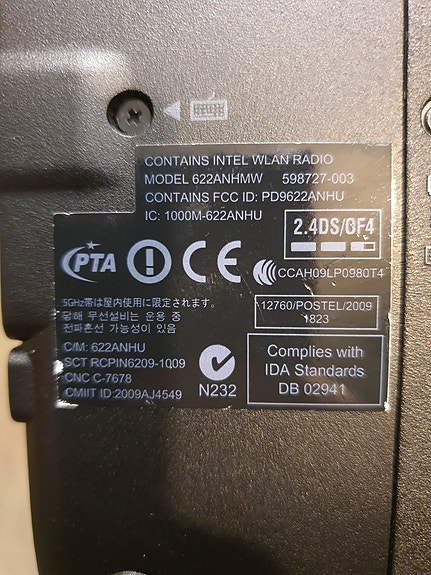 CONTAINS INTEL WLAN RADIO
MODEL 622ANHMW 598727-003
CONTAINS FCC ID: PD9622ANHU
IC: 1000M-622ANHU
2.4DS/OF4
PTA
CE
CCAH09LP0980T4
5GHz帯は屋内使用に限定されます。
당해 무선설비는 운용 중
전파혼선 가능성이 있음
12760/POSTEL/2009
1823
C/M: 622ANHU
SCT RCPIN6209-1009
CNC C-7678
CMIIT ID:2009AJ4549
N232
Complies with
IDA Standards
DB 02941